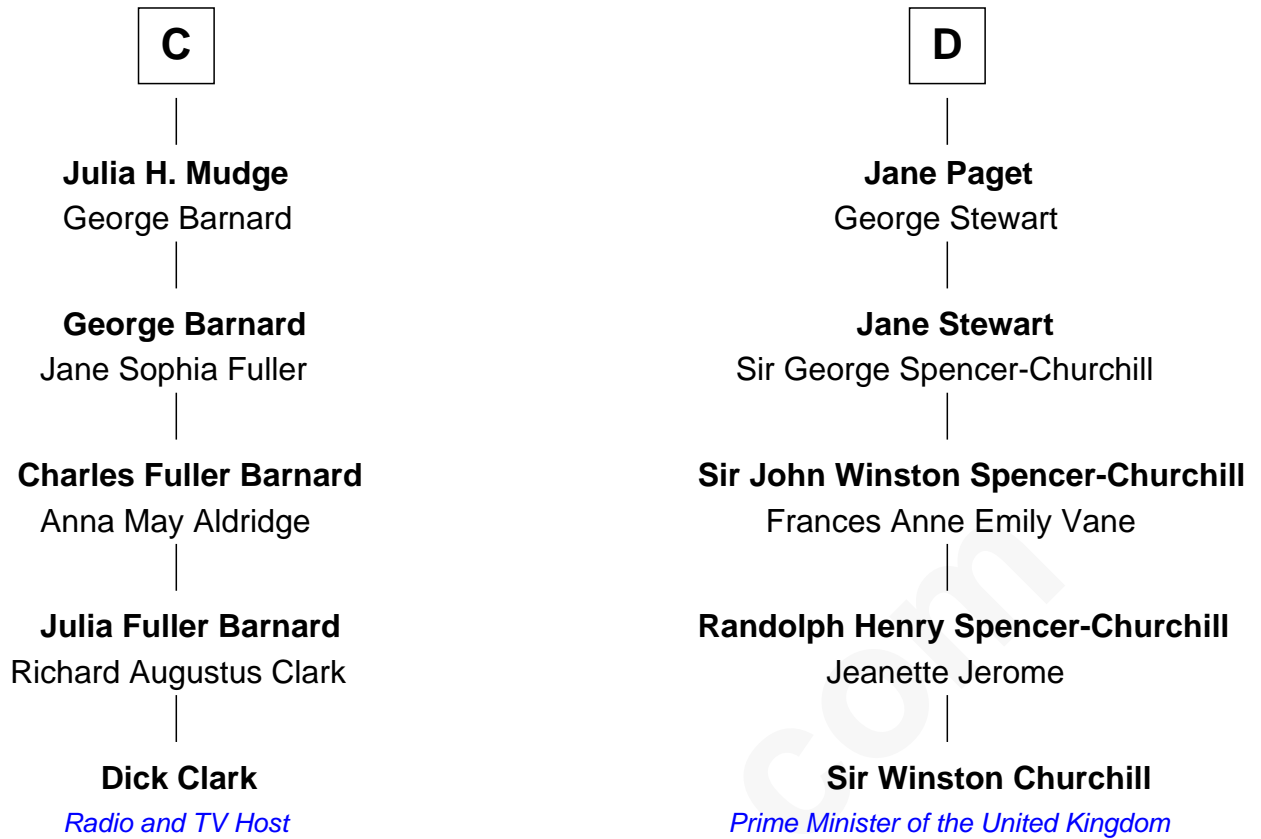 C
Julia H. Mudge
George Barnard
George Barnard
Jane Sophia Fuller
Charles Fuller Barnard
Anna May Aldridge
Julia Fuller Barnard
Richard Augustus Clark
Dick Clark
Radio and TV Host
D
Jane Paget
George Stewart
Jane Stewart
Sir George Spencer-Churchill
Sir John Winston Spencer-Churchill
Frances Anne Emily Vane
Randolph Henry Spencer-Churchill
Jeanette Jerome
Sir Winston Churchill
Prime Minister of the United Kingdom
com